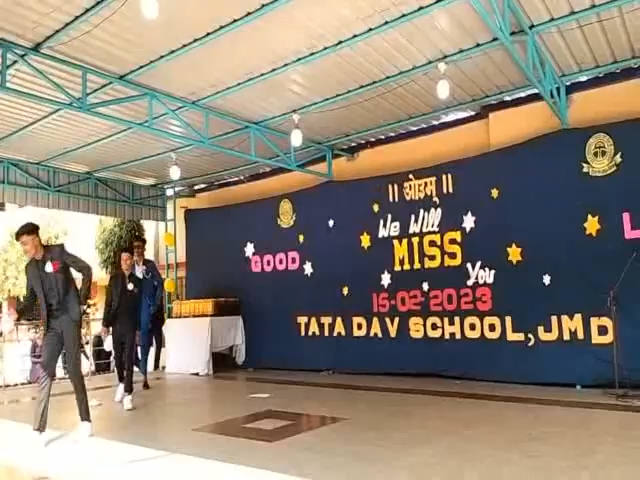 || ओ३म् ||
We Will
MISS
You
GOOD
L
15-02-2023
TATA DAV SCHOOL, JMD